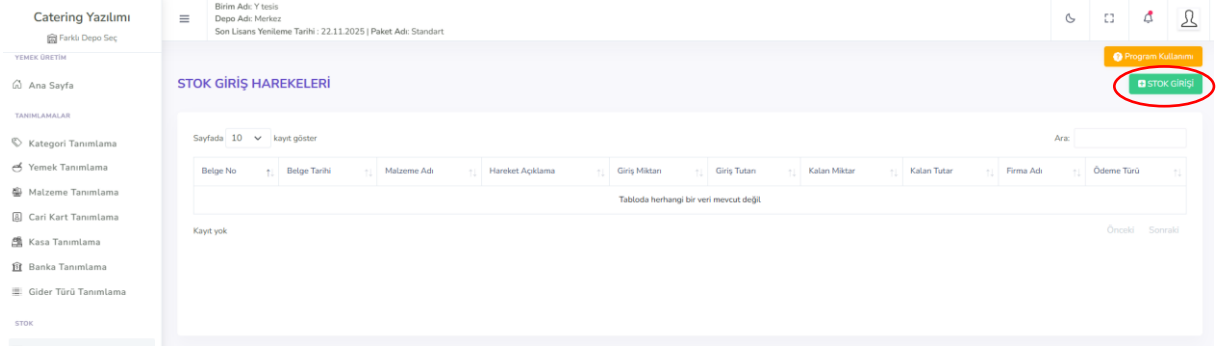 Catering Yazılımı
Farklı Depo Seç
Birim Adı: Y tesis
Depo Adı: Merkez
Son Lisans Yenileme Tarihi : 22.11.2025 | Paket Adı: Standart
YEMEK ÜRETİM
Ana Sayfa
TANIMLAMALAR
Kategori Tanımlama
Yemek Tanımlama
Malzeme Tanımlama
Cari Kart Tanımlama
Kasa Tanımlama
Banka Tanımlama
Gider Türü Tanımlama
STOK
Program Kullanımı
STOK GİRİŞ HAREKELERİ
STOK GİRİŞİ
Sayfada 10 kayıt göster
Ara:
Belge No Belge Tarihi Malzeme Adı Hareket Açıklama Giriş Miktarı Giriş Tutarı Kalan Miktar Kalan Tutar Firma Adı Ödeme Türü
Tabloda herhangi bir veri mevcut değil
Kayıt yok
Önceki Sonraki